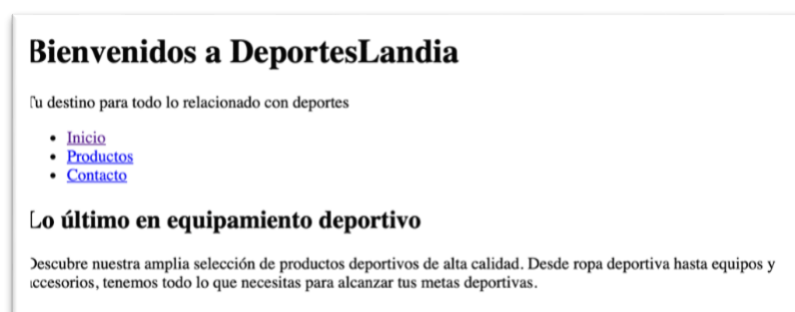 Bienvenidos a DeportesLandia
Tu destino para todo lo relacionado con deportes
Inicio
Productos
Contacto
Lo último en equipamiento deportivo
Descubre nuestra amplia selección de productos deportivos de alta calidad. Desde ropa deportiva hasta equipos y
accesorios, tenemos todo lo que necesitas para alcanzar tus metas deportivas.